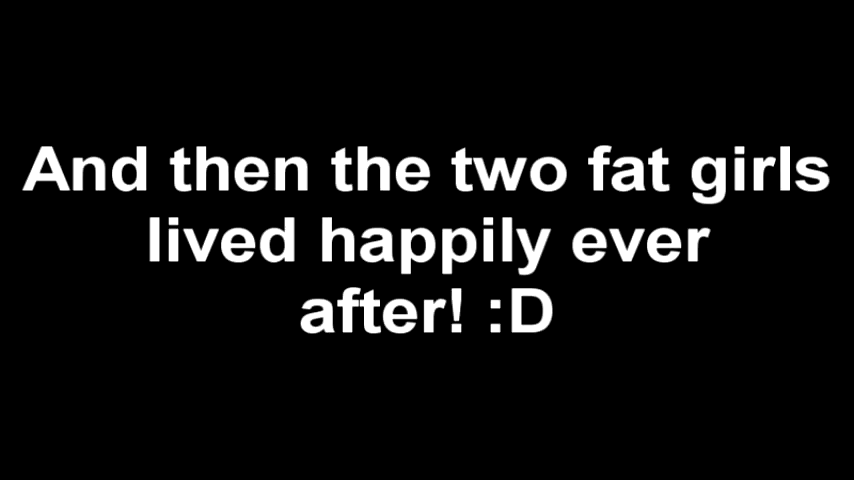 And then the two fat girls
lived happily ever
after! :D